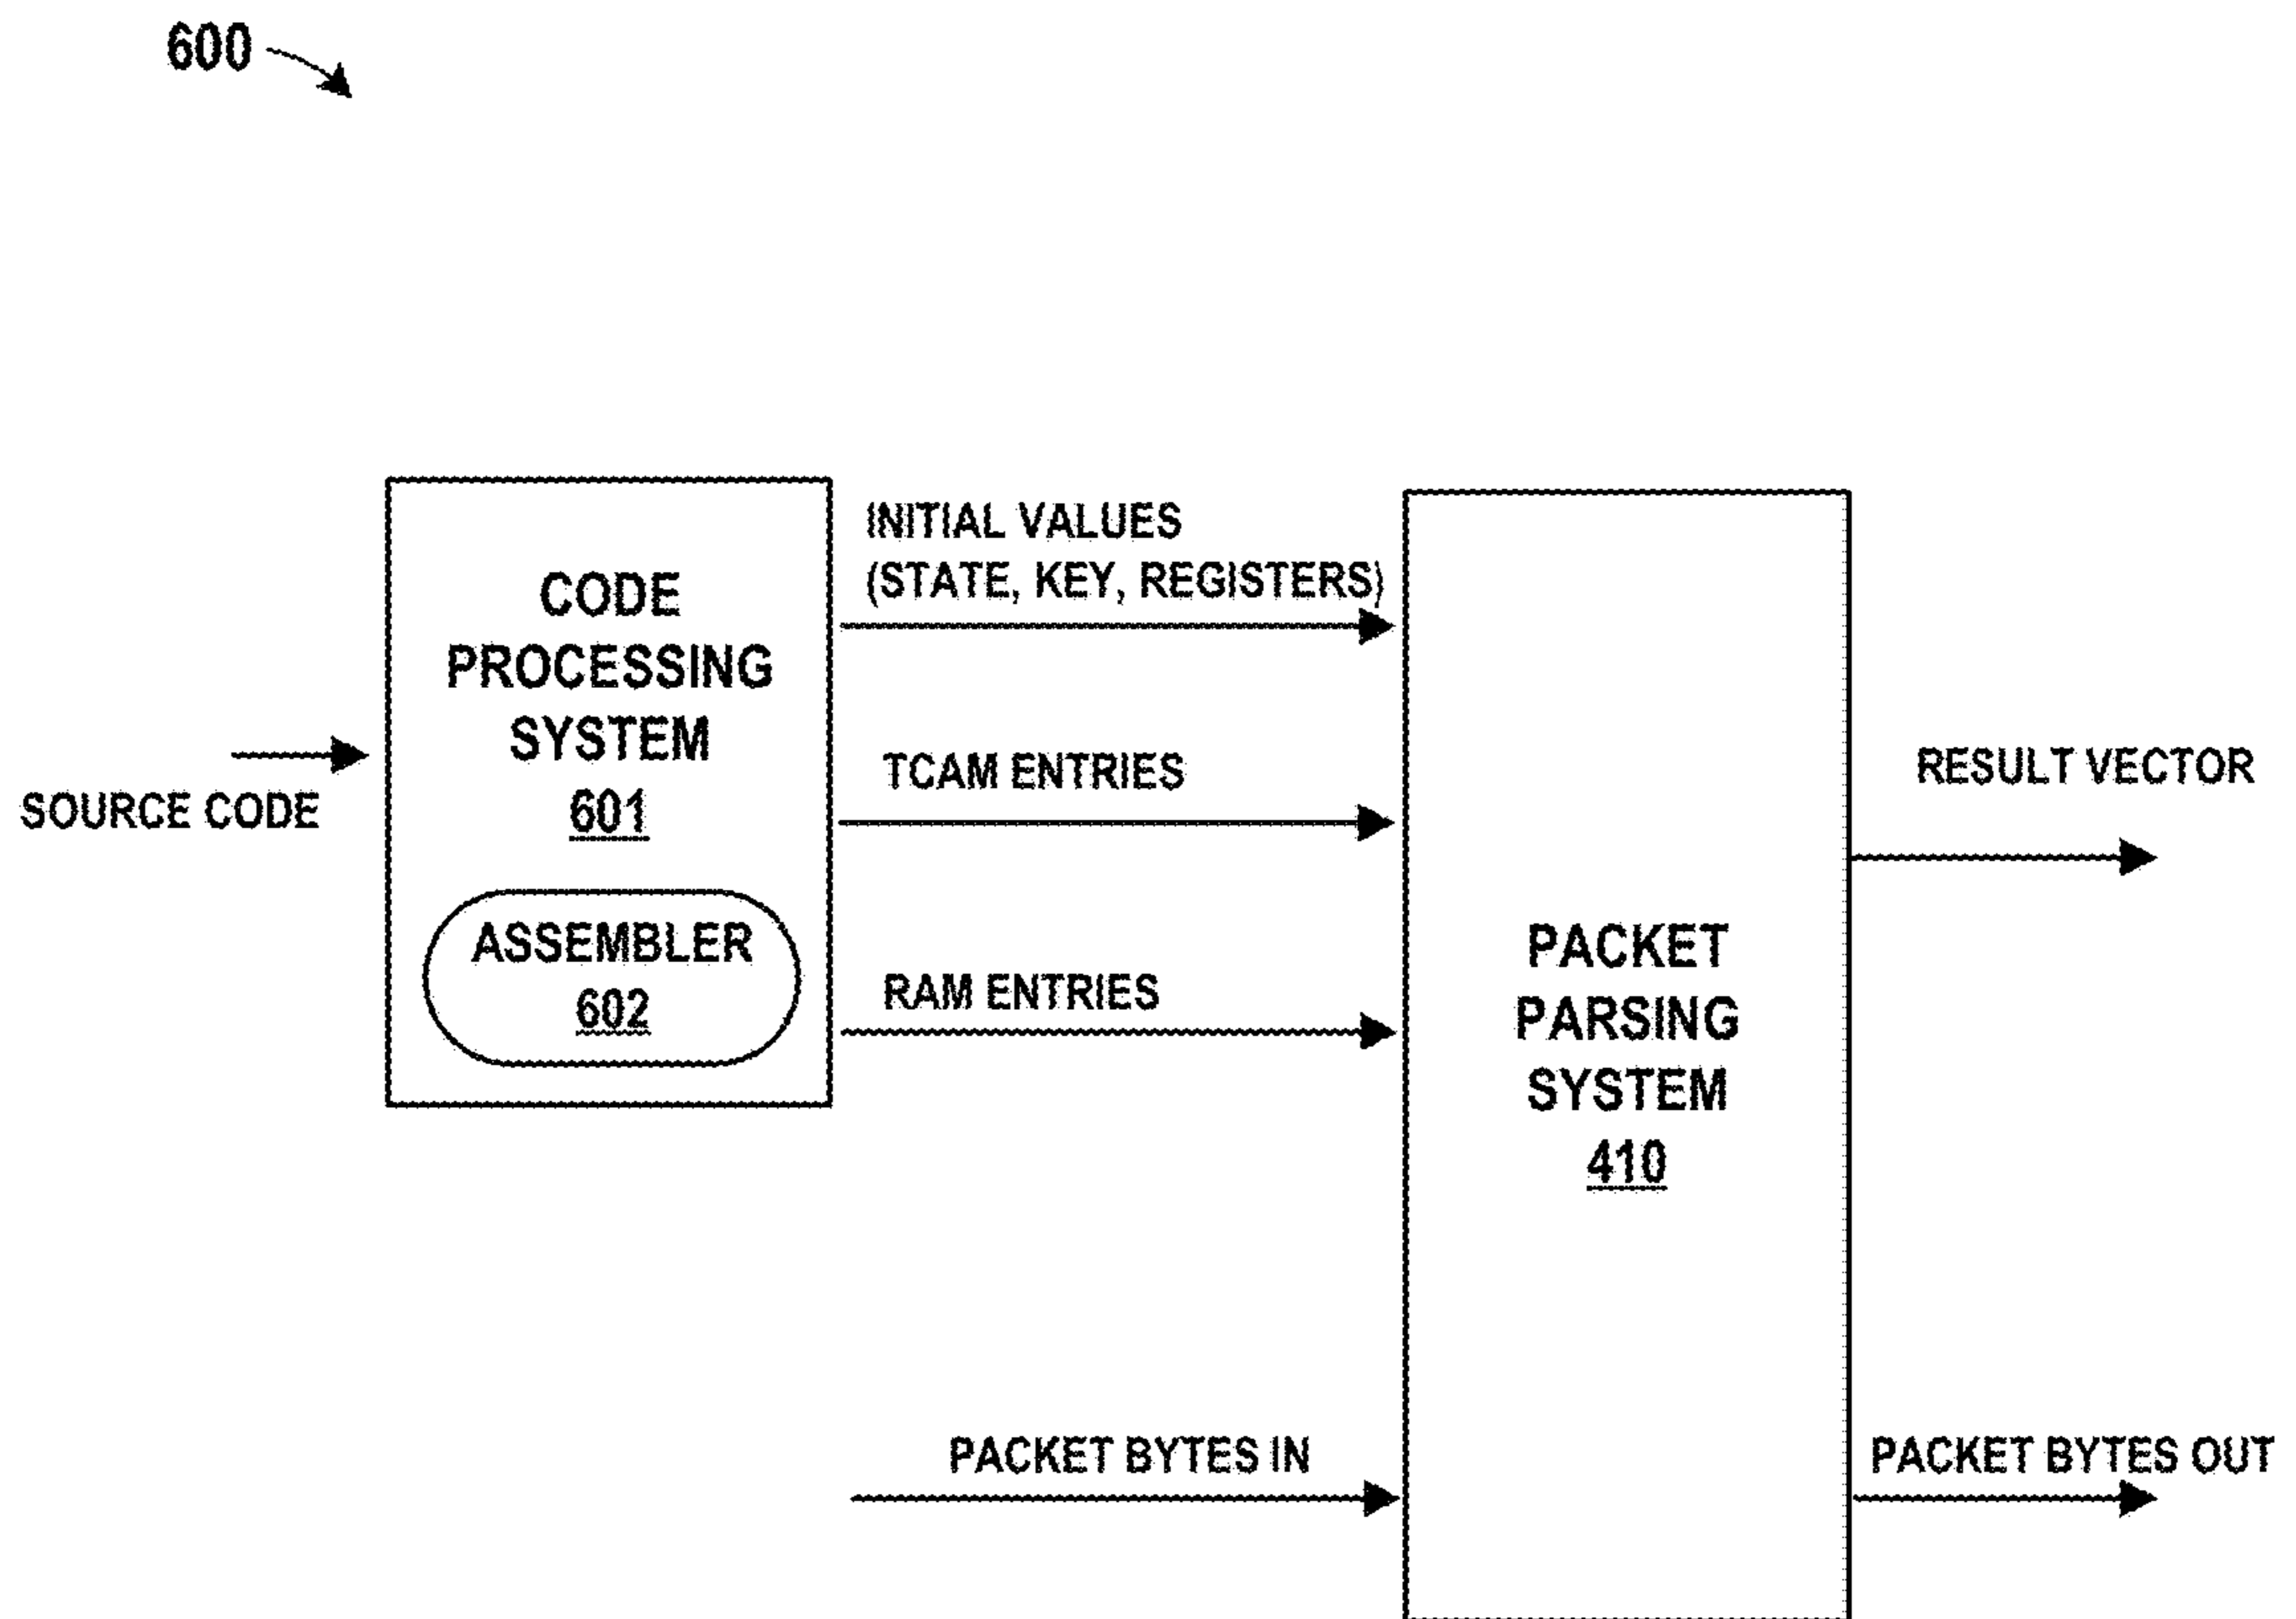 600
INITIAL VALUES
(STATE, KEY, REGISTERS)
CODE
PROCESSING
SYSTEM
601
SOURCE CODE
TCAM ENTRIES
RESULT VECTOR
ASSEMBLER
602
RAM ENTRIES
PACKET
PARSING
SYSTEM
410
PACKET BYTES IN
PACKET BYTES OUT